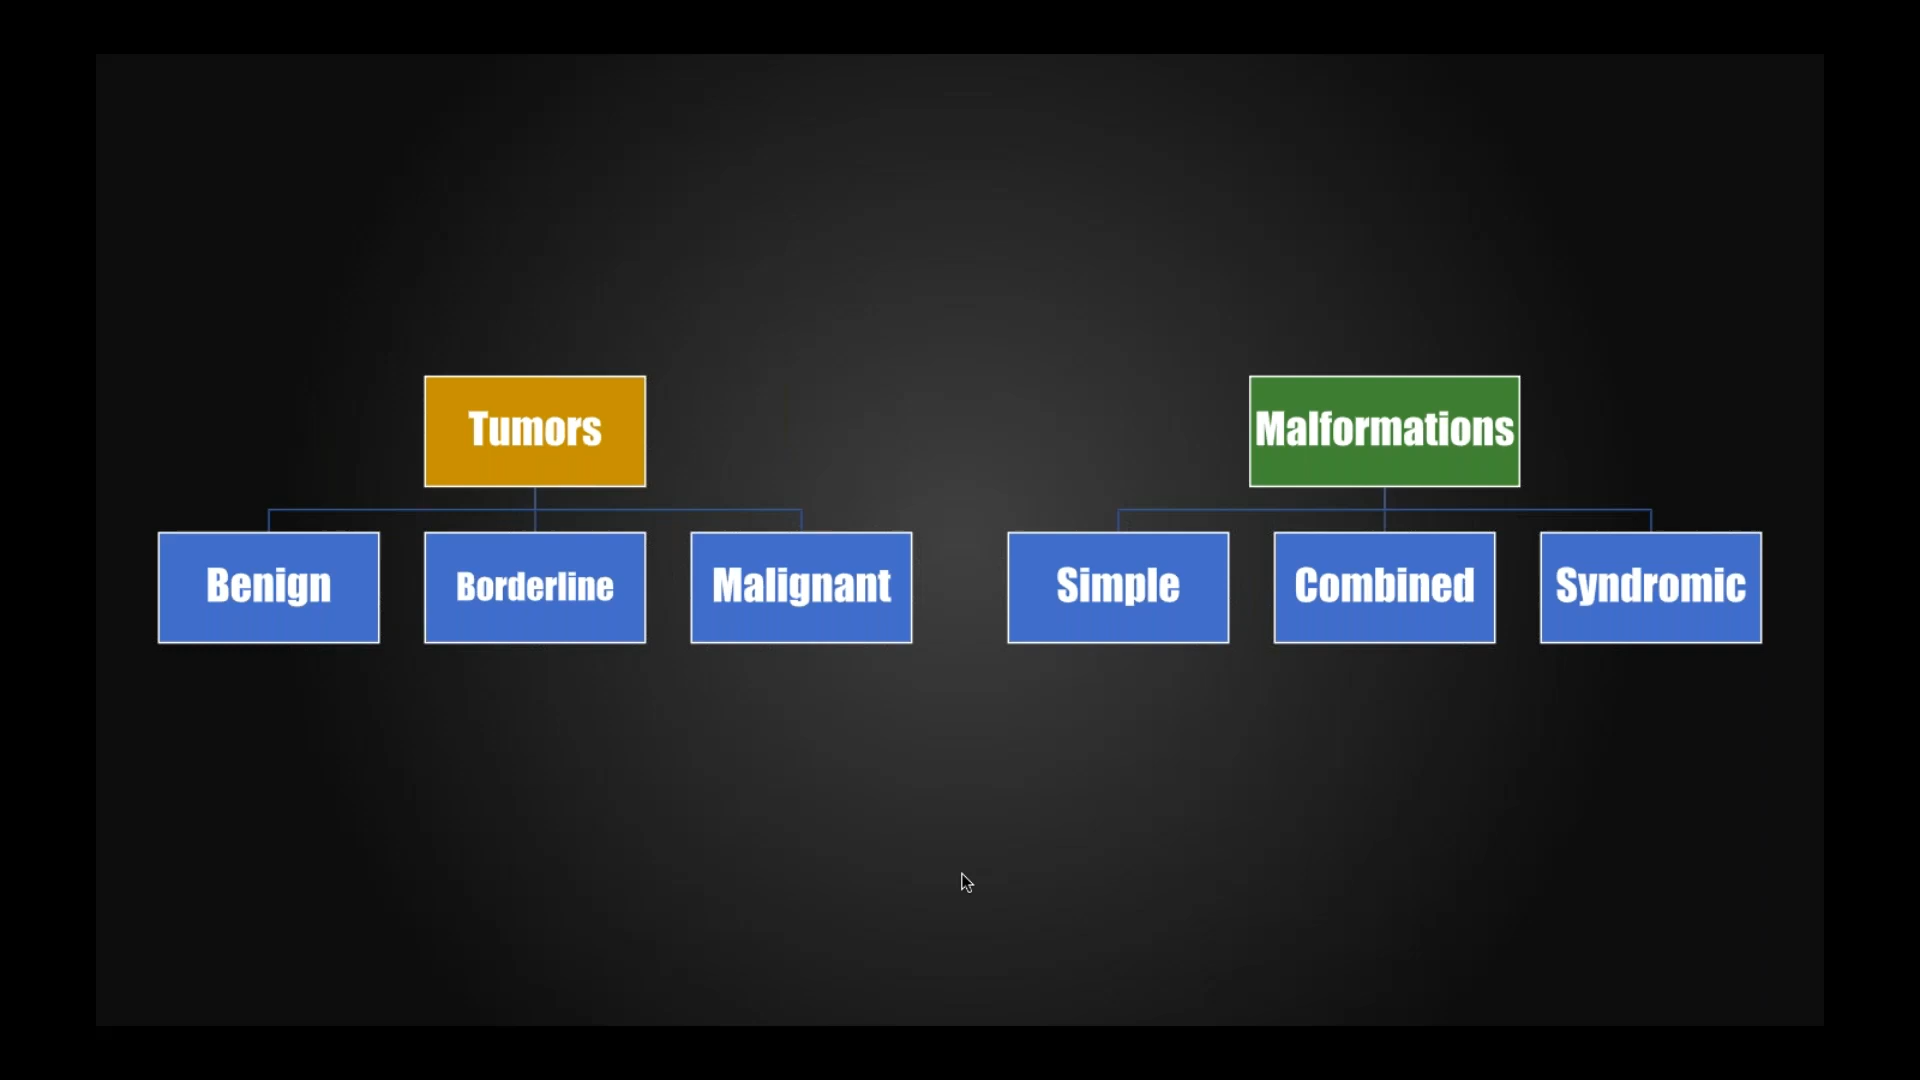 Tumors
Malformations
Benign
Borderline
Malignant
Simple
Combined
Syndromic